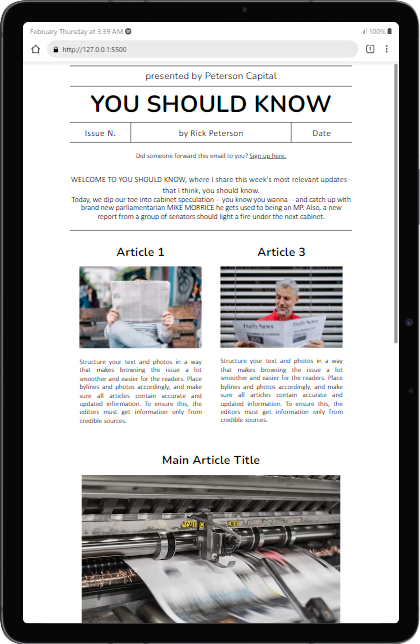 February Thursday at 3:39 AM
100%
http://127.0.0.1:5500
1
presented by Peterson Capital
YOU SHOULD KNOW
Issue N.
by Rick Peterson
Date
Did someone forward this email to you? Sign up here.
WELCOME TO YOU SHOULD KNOW, where I share this week's most relevant updates
that I think, you should know.
Today, we dip our toe into cabinet speculation – you know you wanna – and catch up with
brand new parliamentarian MIKE MORRICE he gets used to being an MP. Also, a new
report from a group of senators should light a fire under the next cabinet.
Article 1
Structure your text and photos in a way
that makes browsing the issue a lot
smoother and easier for the readers. Place
bylines and photos accordingly, and make
sure all articles contain accurate and
updated information. To ensure this, the
editors must get information only from
credible sources.
Article 3
Daily News
Structure your text and photos in a way
that makes browsing the issue a lot
smoother and easier for the readers. Place
bylines and photos accordingly, and make
sure all articles contain accurate and
updated information. To ensure this, the
editors must get information only from
credible sources.
Main Article Title